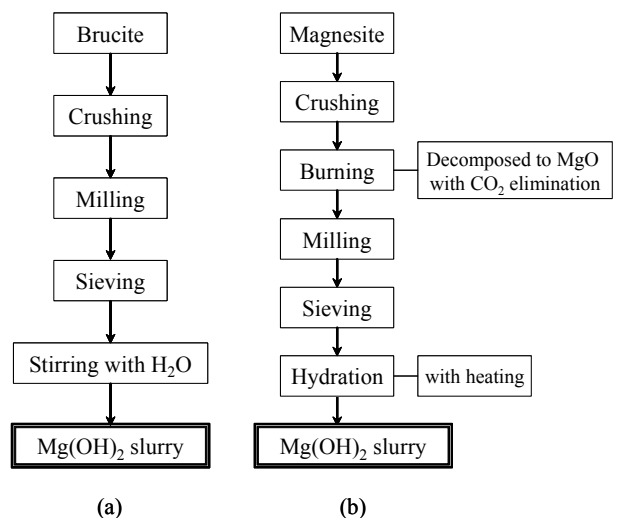 Brucite
Crushing
Milling
Sieving
Stirring with H₂O
Mg(OH)₂ slurry
(a)
Magnesite
Crushing
Burning
Decomposed to MgO
with CO₂ elimination
Milling
Sieving
Hydration
with heating
Mg(OH)₂ slurry
(b)